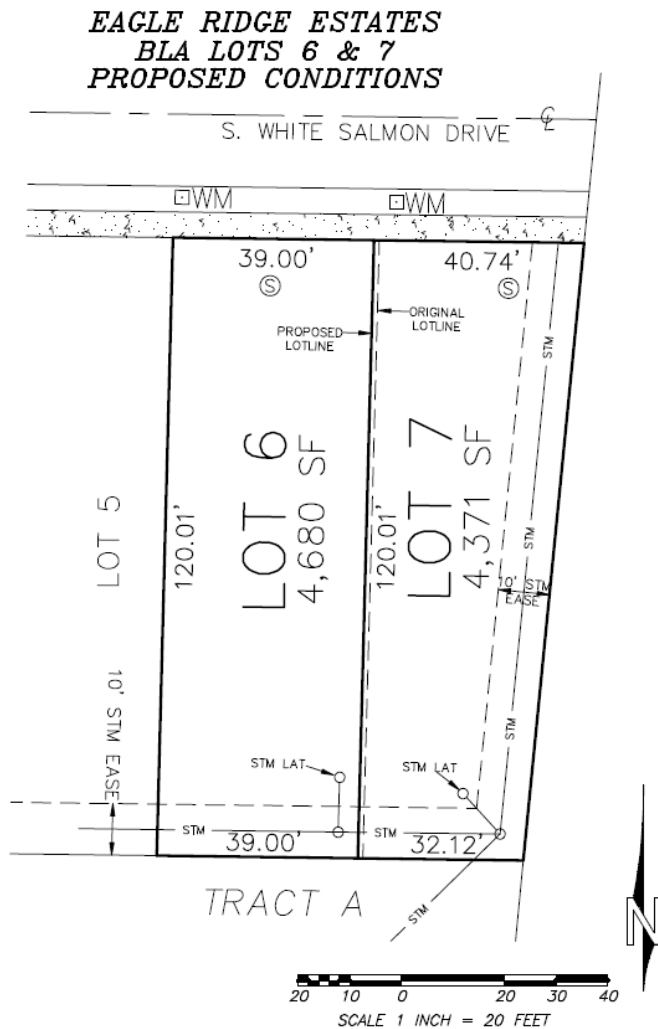 EAGLE RIDGE ESTATES
BLA LOTS 6 & 7
PROPOSED CONDITIONS
S. WHITE SALMON DRIVE
℄
WM
WM
39.00'
40.74'
S
S
ORIGINAL
LOTLINE
PROPOSED
LOTLINE
STM
LOT 5
120.01'
LOT 6
4,680 SF
120.01'
LOT 7
4,371 SF
STM
10' STM
EASE
10' STM EASE
STM
STM LAT
STM LAT
STM
39.00'
STM
32.12'
STM
TRACT A
N
20 10 0 20 30 40
SCALE 1 INCH = 20 FEET